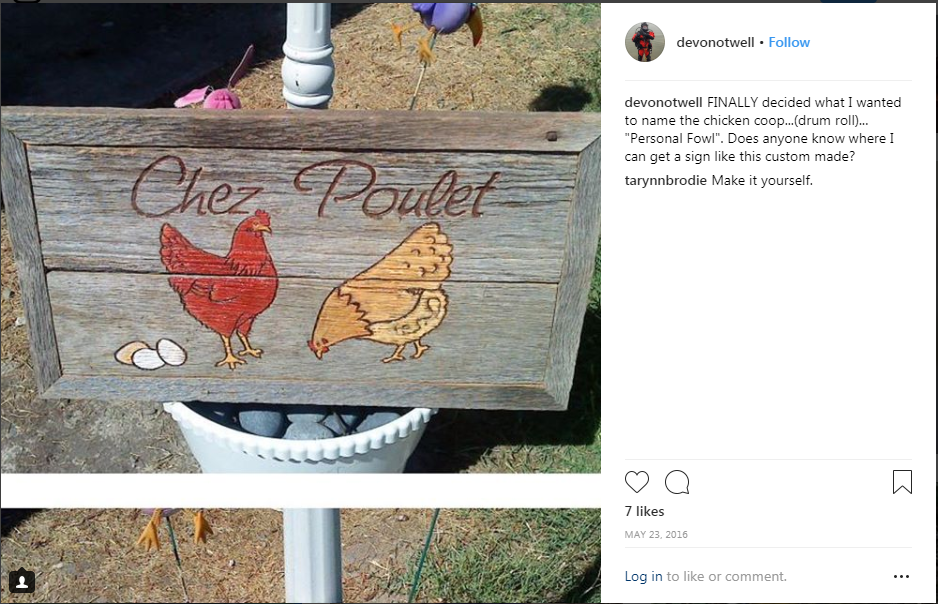 Chez Poulet
devonotwell • Follow
devonotwell FINALLY decided what I wanted
to name the chicken coop...(drum roll)...
"Personal Fowl". Does anyone know where I
can get a sign like this custom made?
tarynnbrodie Make it yourself.
7 likes
MAY 23, 2016
Log in to like or comment.